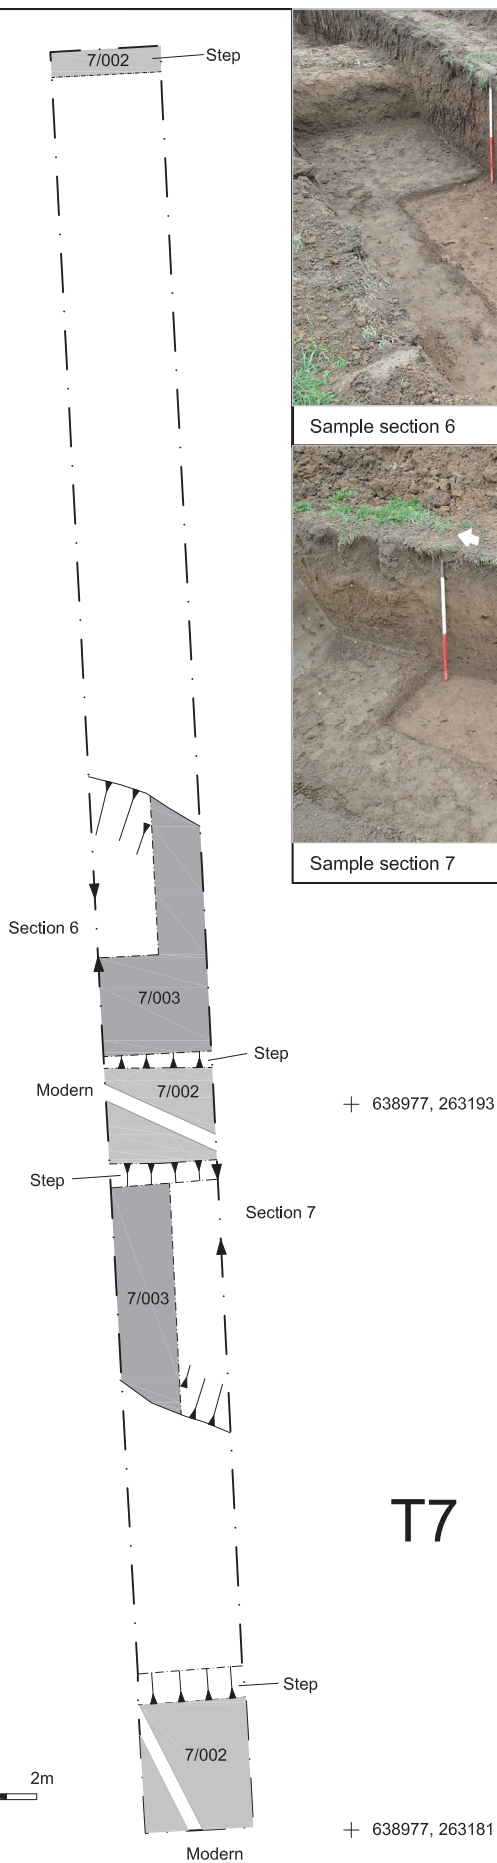 7/002
Step
Sample section 6
Sample section 7
Section 6
7/003
Step
Modern
7/002
638977, 263193
Step
Section 7
7/003
T7
Step
7/002
2m
638977, 263181
Modern